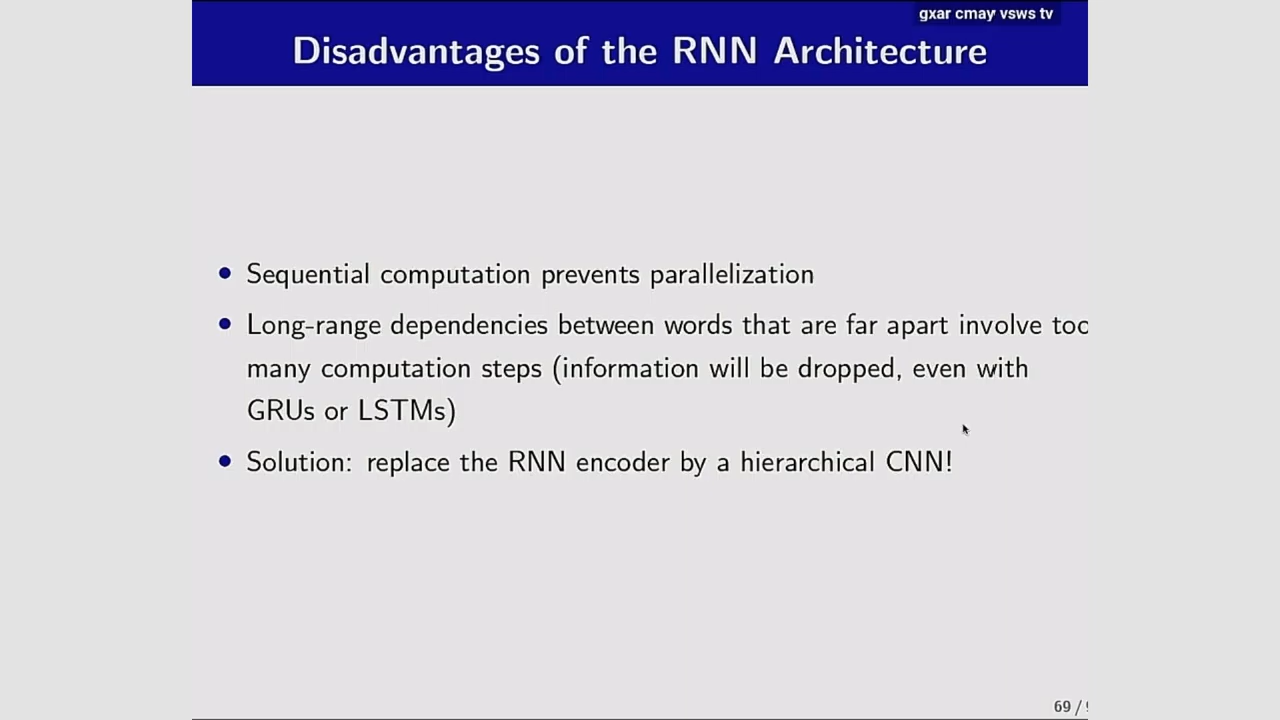 gxar cmay vsws tv
Disadvantages of the RNN Architecture
Sequential computation prevents parallelization
Long-range dependencies between words that are far apart involve too
many computation steps (information will be dropped, even with
GRUs or LSTMs)
Solution: replace the RNN encoder by a hierarchical CNN!
69 /